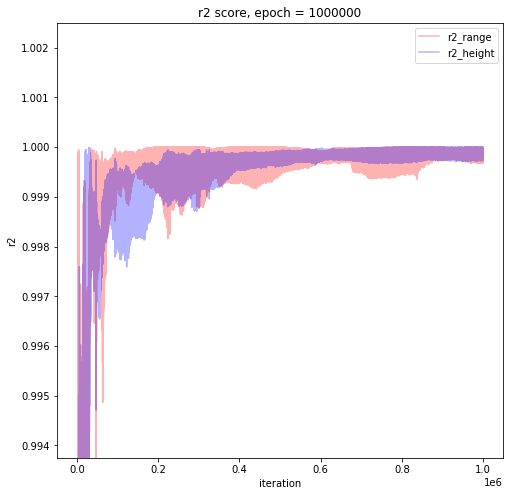 r2 score, epoch = 1000000
r2_range
r2_height
1.002
1.001
1.000
0.999
0.998
0.997
0.996
0.995
0.994
r2
0.0
0.2
0.4
0.6
0.8
1.0
1e6
iteration